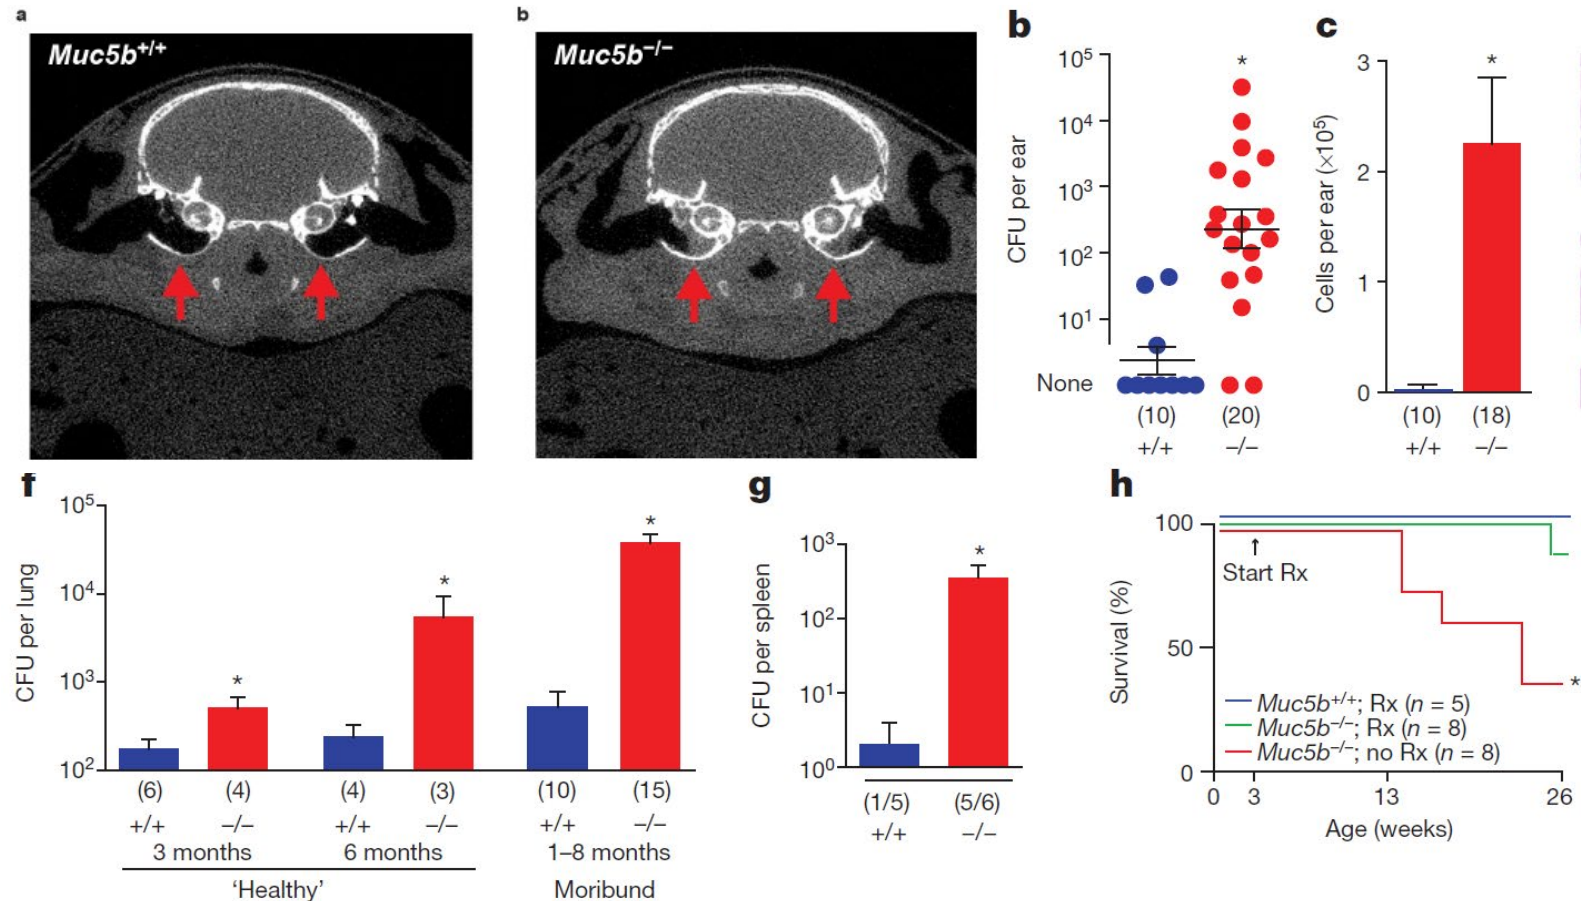 a
Muc5b+/+
b
Muc5b−/−
b
CFU per ear
10⁵
10⁴
10³
10²
10¹
None
*
(10) (20)
+/+ −/−
c
Cells per ear (×10⁵)
3
2
1
0
*
(10) (18)
+/+ −/−
f
CFU per lung
10⁵
10⁴
10³
10²
* * *
(6) (4) (4) (3) (10) (15)
+/+ −/− +/+ −/− +/+ −/−
3 months 6 months 1–8 months
‘Healthy’ Moribund
g
CFU per spleen
10³
10²
10¹
10⁰
*
(1/5) (5/6)
+/+ −/−
h
Survival (%)
100
50
0
Start Rx
*
Muc5b+/+; Rx (n = 5)
Muc5b−/−; Rx (n = 8)
Muc5b−/−; no Rx (n = 8)
0 3 13 26
Age (weeks)